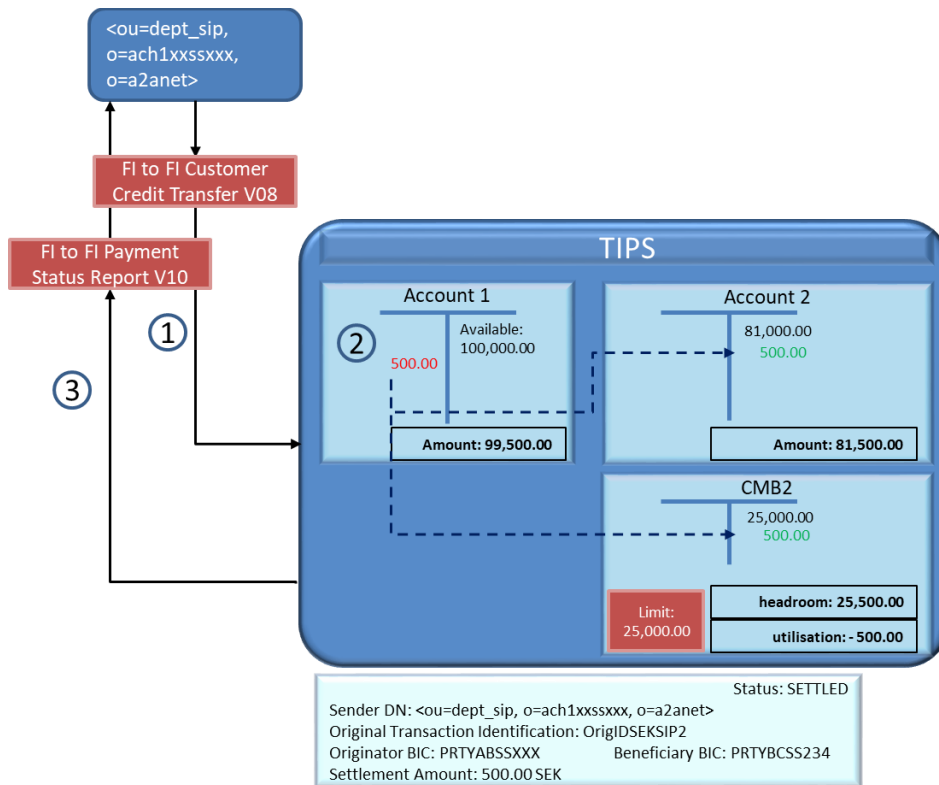 <ou=dept_sip,
o=ach1xxssxxx,
o=a2anet>
FI to FI Customer
Credit Transfer V08
FI to FI Payment
Status Report V10
1
3
TIPS
Account 1
2
Available:
100,000.00
500.00
Amount: 99,500.00
Account 2
81,000.00
500.00
Amount: 81,500.00
CMB2
25,000.00
500.00
Limit:
25,000.00
headroom: 25,500.00
utilisation: - 500.00
Status: SETTLED
Sender DN: <ou=dept_sip, o=ach1xxssxxx, o=a2anet>
Original Transaction Identification: OrigIDSEKSIP2
Originator BIC: PRTYABSSXXX Beneficiary BIC: PRTYBCSS234
Settlement Amount: 500.00 SEK